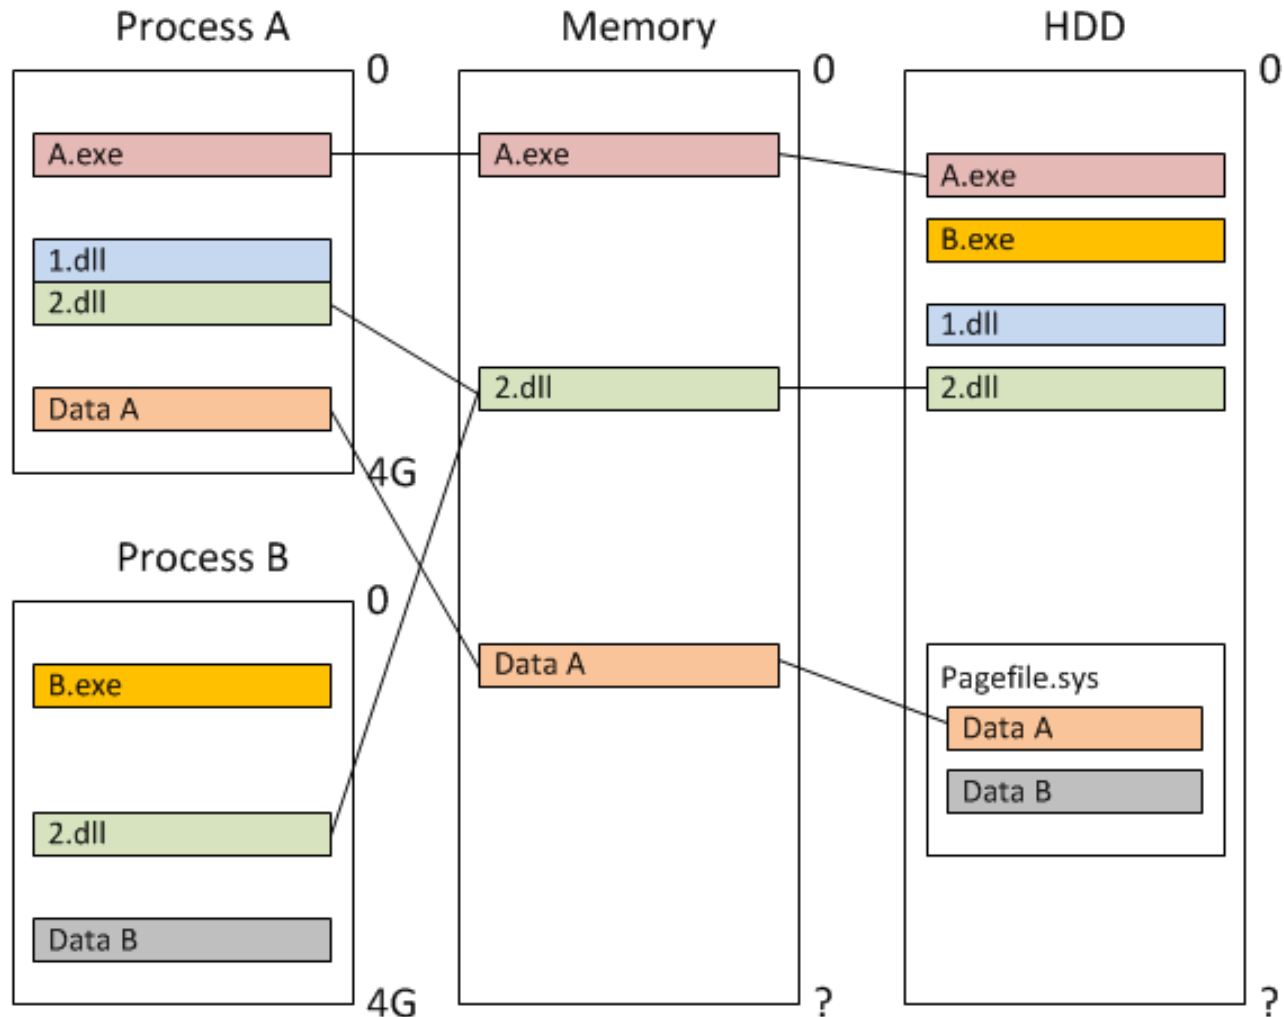 Process A
0
A.exe
1.dll
2.dll
Data A
4G
Process B
0
B.exe
2.dll
Data B
4G
Memory
0
A.exe
2.dll
Data A
?
HDD
0
A.exe
B.exe
1.dll
2.dll
Pagefile.sys
Data A
Data B
?